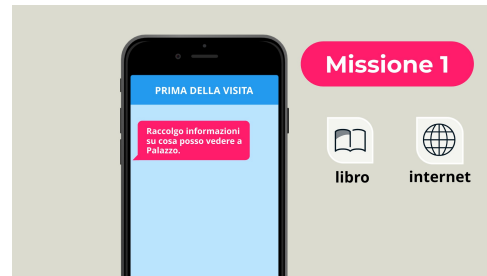 Missione 1
PRIMA DELLA VISITA
Raccolgo informazioni
su cosa posso vedere a
Palazzo.
libro
internet